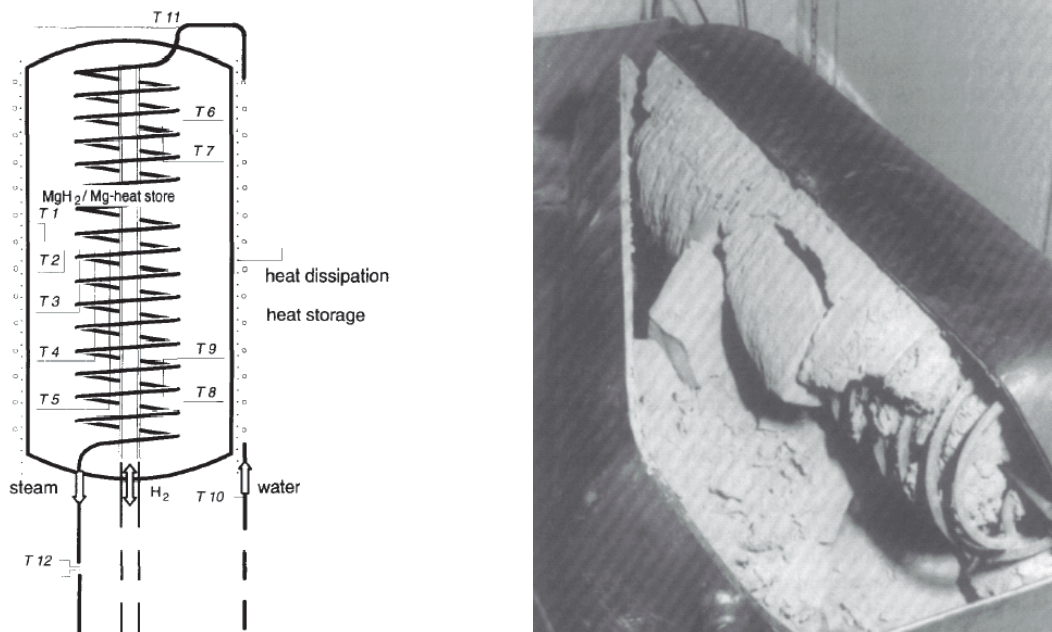 T 11
T 6
T 7
MgH₂ / Mg-heat store
T 1
T 2
heat dissipation
T 3
heat storage
T 4
T 9
T 5
T 8
steam
H₂
water
T 10
T 12